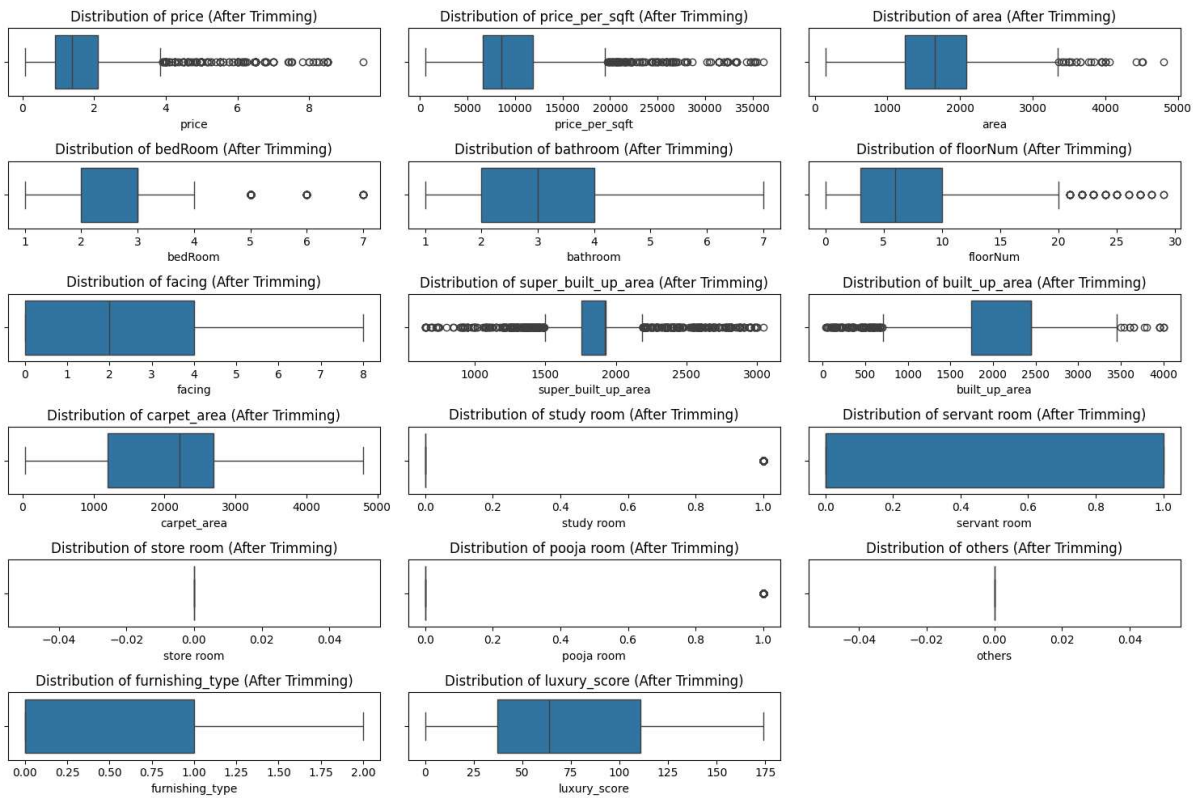 Distribution of price (After Trimming)
0 2 4 6 8
price
Distribution of price_per_sqft (After Trimming)
0 5000 10000 15000 20000 25000 30000 35000
price_per_sqft
Distribution of area (After Trimming)
0 1000 2000 3000 4000 5000
area
Distribution of bedRoom (After Trimming)
1 2 3 4 5 6 7
bedRoom
Distribution of bathroom (After Trimming)
1 2 3 4 5 6 7
bathroom
Distribution of floorNum (After Trimming)
0 5 10 15 20 25 30
floorNum
Distribution of facing (After Trimming)
0 1 2 3 4 5 6 7 8
facing
Distribution of super_built_up_area (After Trimming)
1000 1500 2000 2500 3000
super_built_up_area
Distribution of built_up_area (After Trimming)
0 500 1000 1500 2000 2500 3000 3500 4000
built_up_area
Distribution of carpet_area (After Trimming)
0 1000 2000 3000 4000 5000
carpet_area
Distribution of study room (After Trimming)
0.0 0.2 0.4 0.6 0.8 1.0
study room
Distribution of servant room (After Trimming)
0.0 0.2 0.4 0.6 0.8 1.0
servant room
Distribution of store room (After Trimming)
−0.04 −0.02 0.00 0.02 0.04
store room
Distribution of pooja room (After Trimming)
0.0 0.2 0.4 0.6 0.8 1.0
pooja room
Distribution of others (After Trimming)
−0.04 −0.02 0.00 0.02 0.04
others
Distribution of furnishing_type (After Trimming)
0.00 0.25 0.50 0.75 1.00 1.25 1.50 1.75 2.00
furnishing_type
Distribution of luxury_score (After Trimming)
0 25 50 75 100 125 150 175
luxury_score